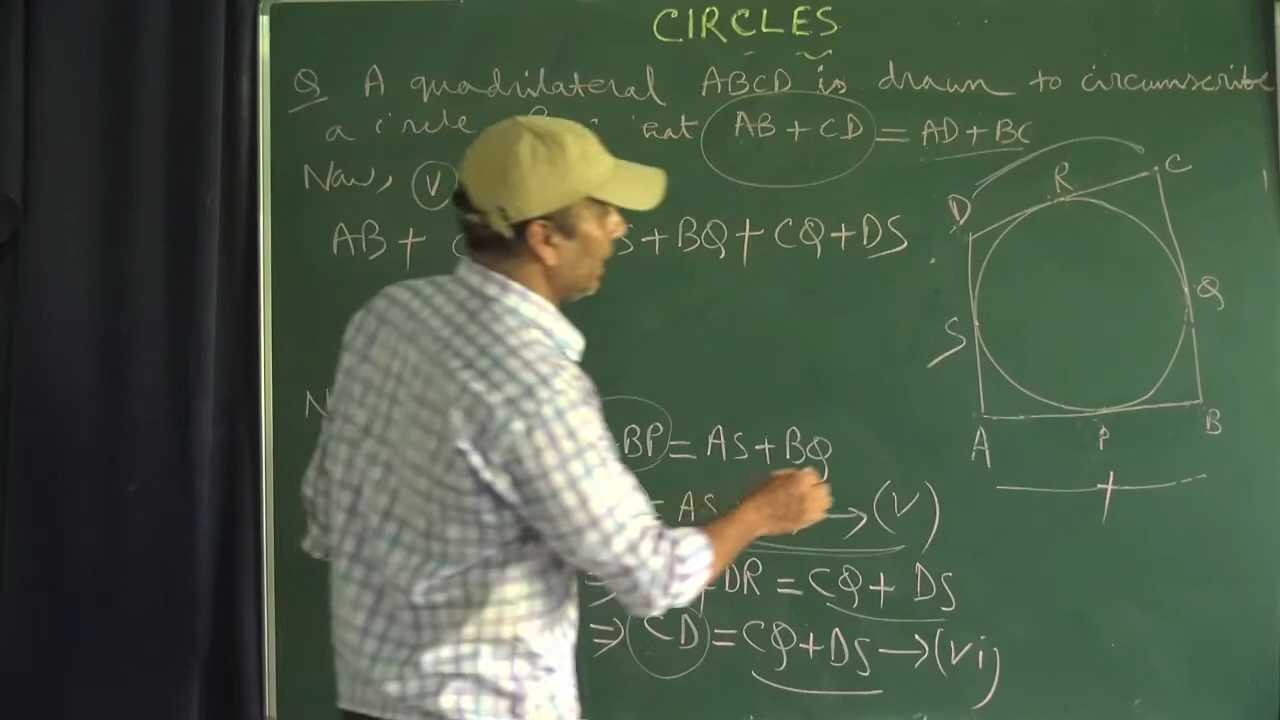 CIRCLES
Q A quadrilateral ABCD is drawn to circumscribe
a circle AB + CD = AD + BC
Now, (V)
AB + S + BQ + CQ + DS
D R C
S Q
A P B
BP = AS + BQ
= AS → (V)
⇒ DR = CQ + DS
⇒ CD = CQ + DS → (Vi)